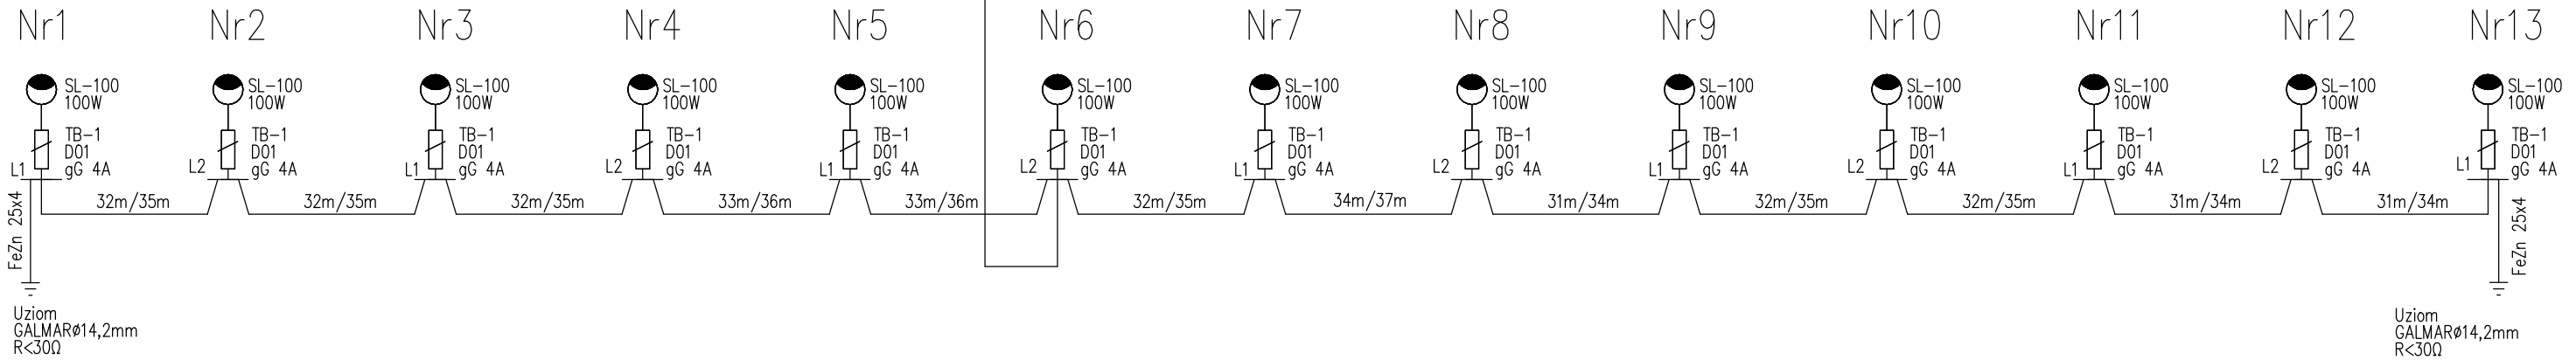 Nr1 Nr2 Nr3 Nr4 Nr5 Nr6 Nr7 Nr8 Nr9 Nr10 Nr11 Nr12 Nr13
SL-100 SL-100 SL-100 SL-100 SL-100 SL-100 SL-100 SL-100 SL-100 SL-100 SL-100 SL-100 SL-100
100W 100W 100W 100W 100W 100W 100W 100W 100W 100W 100W 100W 100W
TB-1 TB-1 TB-1 TB-1 TB-1 TB-1 TB-1 TB-1 TB-1 TB-1 TB-1 TB-1 TB-1
D01 D01 D01 D01 D01 D01 D01 D01 D01 D01 D01 D01 D01
L1 gG 4A L2 gG 4A L1 gG 4A L2 gG 4A L1 gG 4A L2 gG 4A L1 gG 4A L2 gG 4A L1 gG 4A L2 gG 4A L1 gG 4A L2 gG 4A L1 gG 4A
32m/35m 32m/35m 32m/35m 33m/36m 33m/36m 32m/35m 34m/37m 31m/34m 32m/35m 32m/35m 31m/34m 31m/34m
FeZn 25x4
FeZn 25x4
Uziom
GALMARø14,2mm
R<30Ω
Uziom
GALMARø14,2mm
R<30Ω